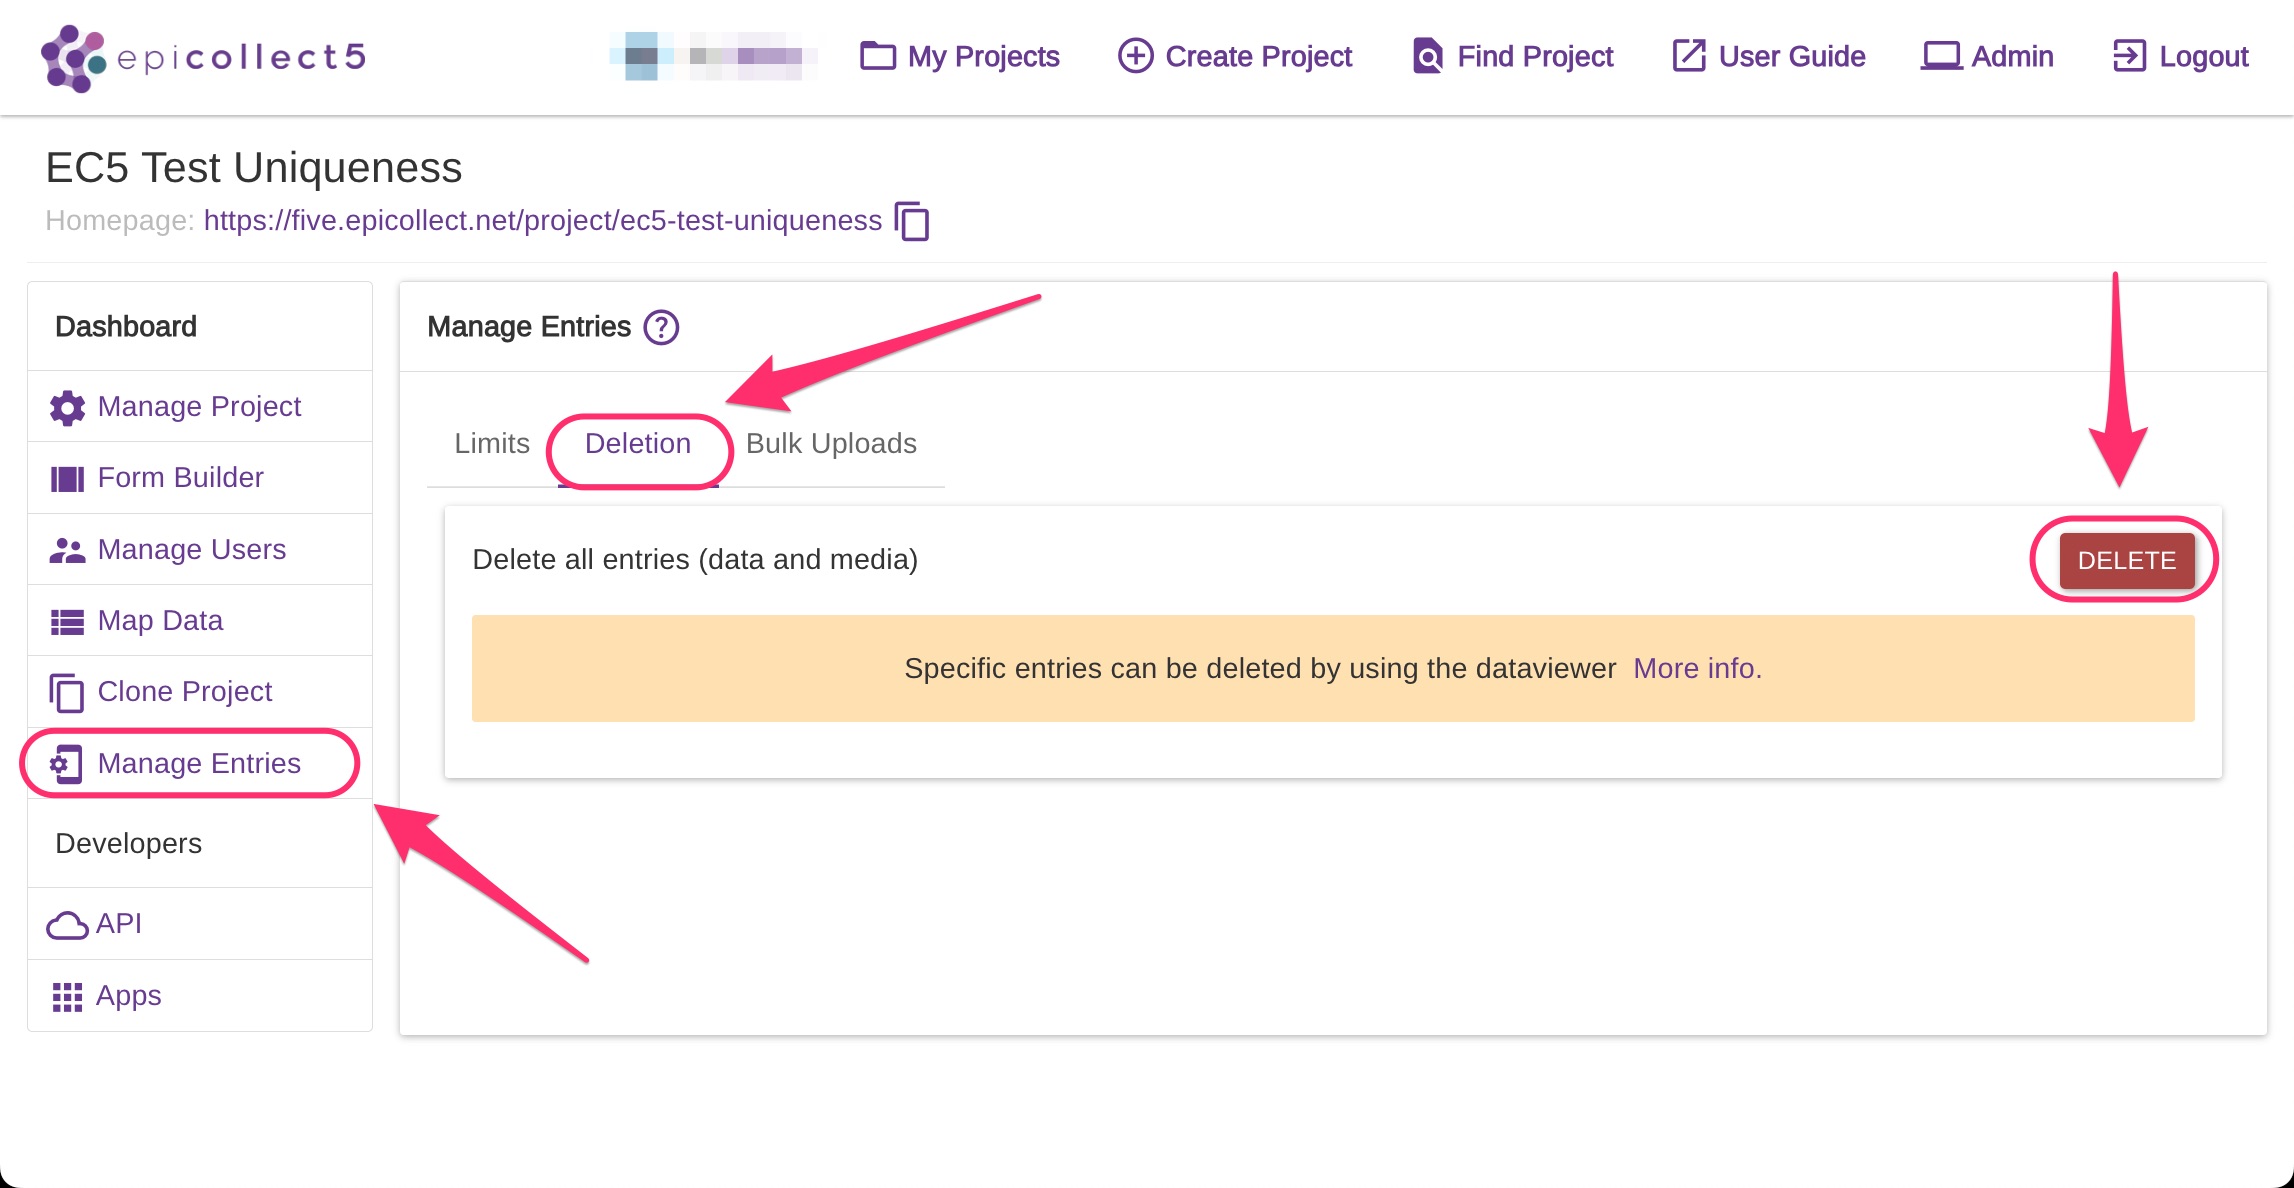 epicollect5
My Projects
Create Project
Find Project
User Guide
Admin
Logout
EC5 Test Uniqueness
Homepage: https://five.epicollect.net/project/ec5-test-uniqueness
Dashboard
Manage Project
Form Builder
Manage Users
Map Data
Clone Project
Manage Entries
Developers
API
Apps
Manage Entries ?
Limits
Deletion
Bulk Uploads
Delete all entries (data and media)
DELETE
Specific entries can be deleted by using the dataviewer More info.